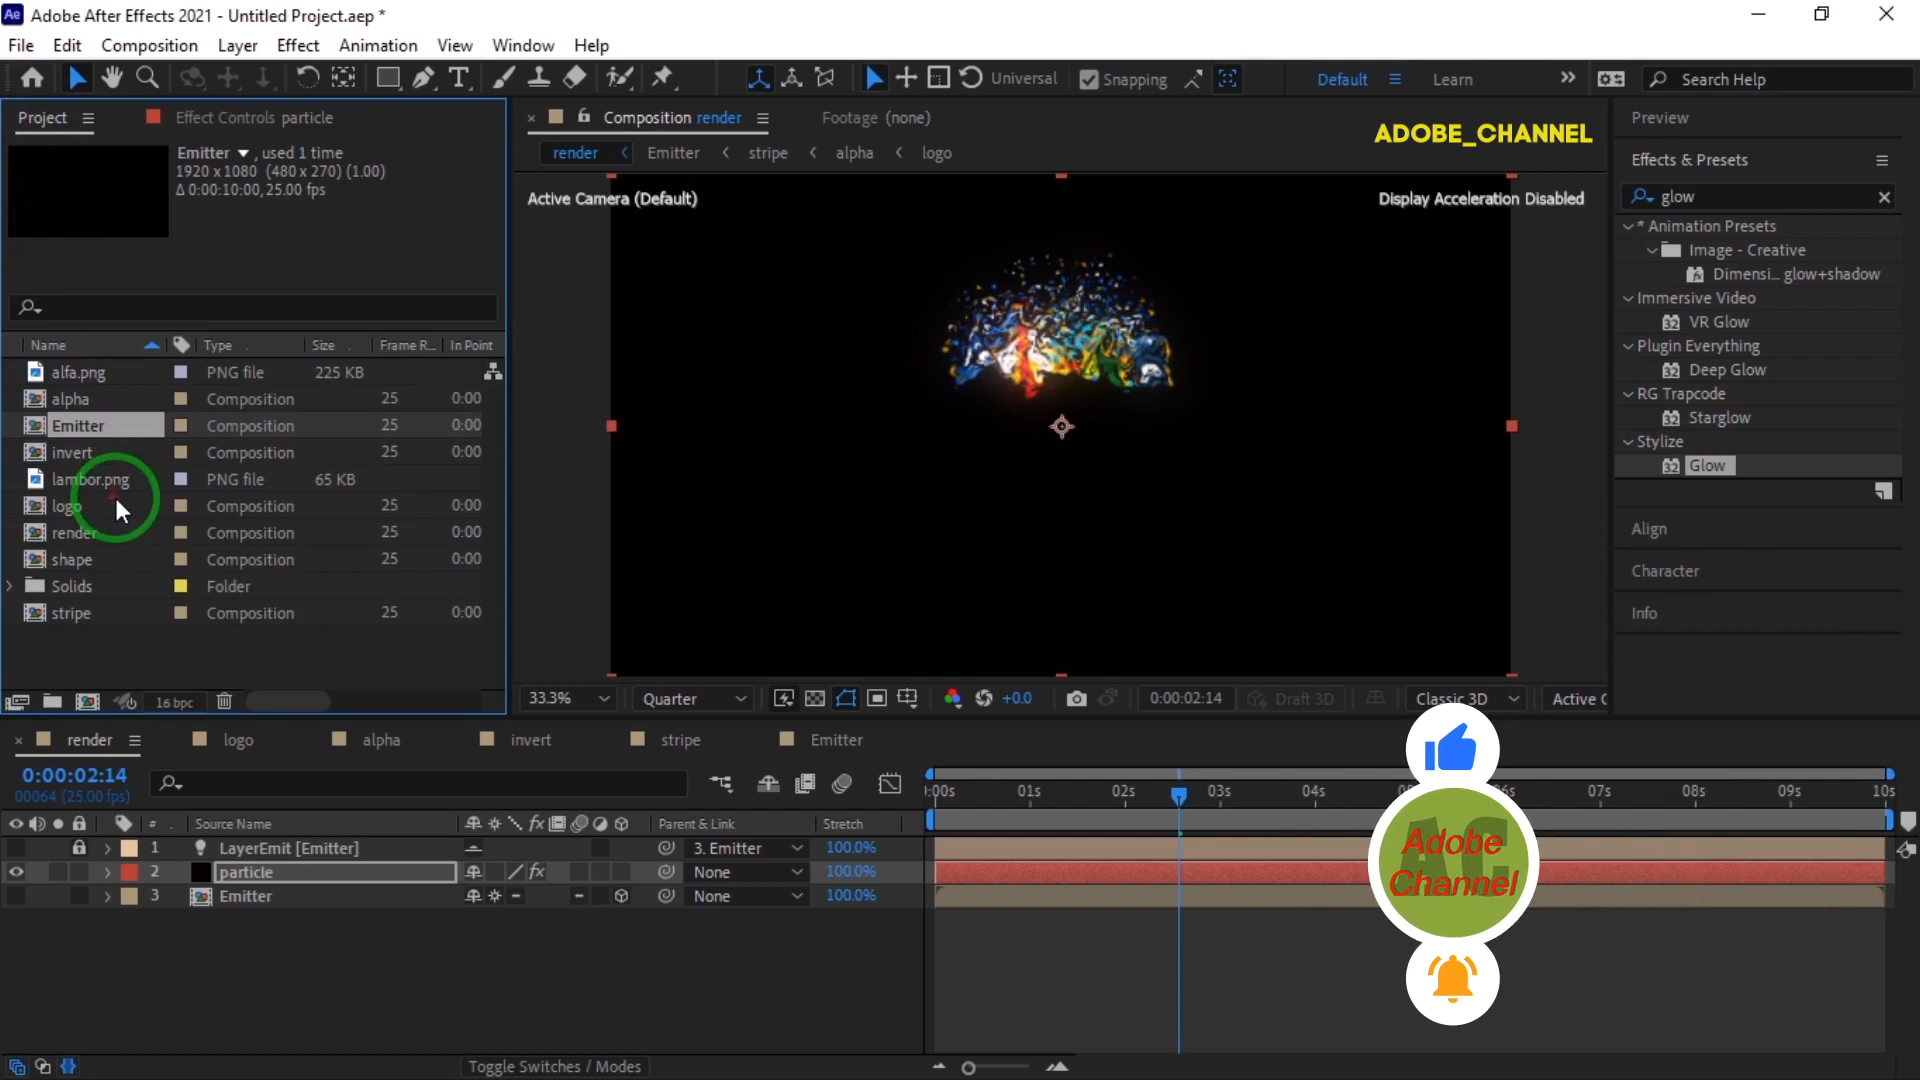 Ae Adobe After Effects 2021 - Untitled Project.aep *
File Edit Composition Layer Effect Animation View Window Help
Universal Snapping Default Learn Search Help
Project Effect Controls particle
Emitter , used 1 time
1920 x 1080 (480 x 270) (1.00)
Δ 0:00:10:00, 25.00 fps
Name Type Size Frame R... In Point
alfa.png PNG file 225 KB
alpha Composition 25 0:00
Emitter Composition 25 0:00
invert Composition 25 0:00
lambor.png PNG file 65 KB
logo Composition 25 0:00
render Composition 25 0:00
shape Composition 25 0:00
Solids Folder
stripe Composition 25 0:00
16 bpc
Composition render Footage (none)
ADOBE_CHANNEL
render Emitter stripe alpha logo
Active Camera (Default) Display Acceleration Disabled
33.3% Quarter +0.0 0:00:02:14 Draft 3D Classic 3D Active C
Preview
Effects & Presets
glow
* Animation Presets
Image - Creative
Dimensi... glow+shadow
Immersive Video
32 VR Glow
Plugin Everything
32 Deep Glow
RG Trapcode
32 Starglow
Stylize
32 Glow
Align
Character
Info
render logo alpha invert stripe Emitter
0:00:02:14
00064 (25.00 fps)
:00s 01s 02s 03s 04s 07s 08s 09s 10s
# Source Name fx Parent & Link Stretch
1 LayerEmit [Emitter] 3. Emitter 100.0%
2 particle fx None 100.0%
3 Emitter None 100.0%
AC
Adobe
Channel
Toggle Switches / Modes